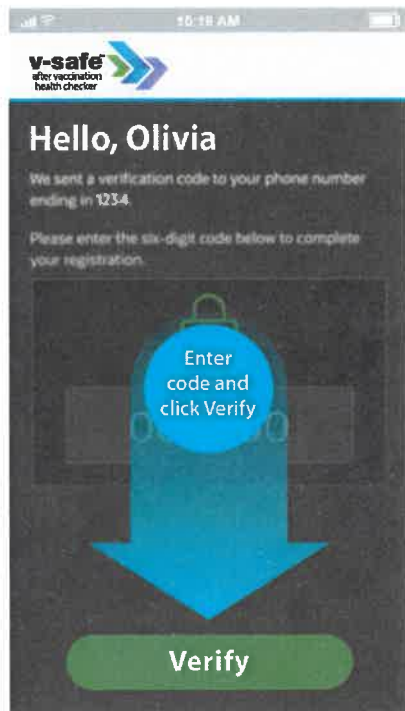 10:18 AM
v-safe℠
after vaccination
health checker
Hello, Olivia
We sent a verification code to your phone number
ending in 1234.
Please enter the six-digit code below to complete
your registration.
Enter
code and
click Verify
Verify